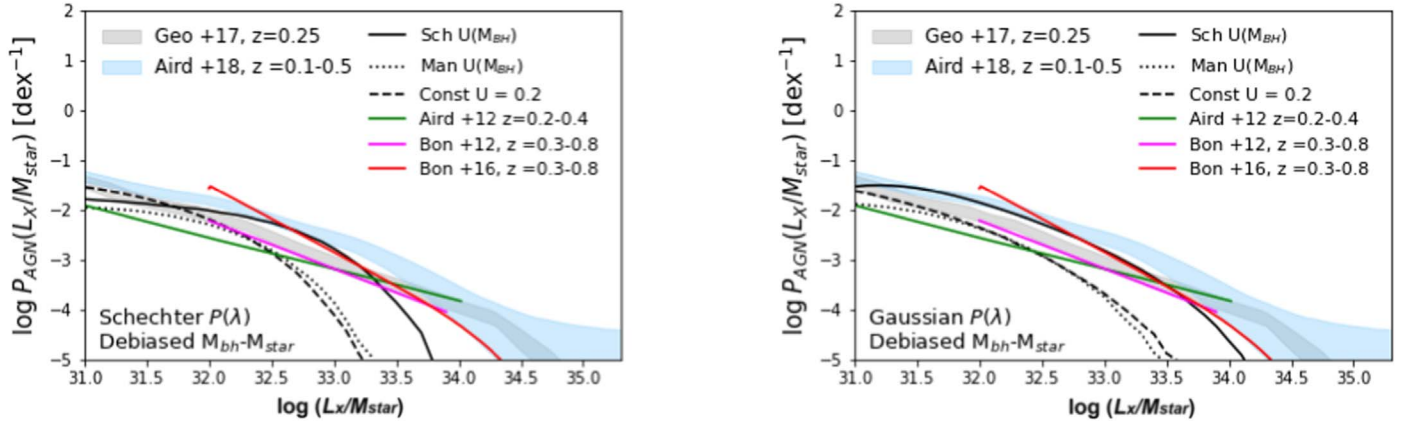 Geo +17, z=0.25
Aird +18, z =0.1-0.5
Sch U(M_BH)
Man U(M_BH)
Const U = 0.2
Aird +12 z=0.2-0.4
Bon +12, z =0.3-0.8
Bon +16, z =0.3-0.8
log P_AGN(L_X/M_star) [dex⁻¹]
2
1
0
−1
−2
−3
−4
−5
Schechter P(λ)
Debiased M_bh-M_star
31.0 31.5 32.0 32.5 33.0 33.5 34.0 34.5 35.0
log (Lx/Mstar)
Geo +17, z=0.25
Aird +18, z =0.1-0.5
Sch U(M_BH)
Man U(M_BH)
Const U = 0.2
Aird +12 z=0.2-0.4
Bon +12, z =0.3-0.8
Bon +16, z =0.3-0.8
log P_AGN(L_X/M_star) [dex⁻¹]
2
1
0
−1
−2
−3
−4
−5
Gaussian P(λ)
Debiased M_bh-M_star
31.0 31.5 32.0 32.5 33.0 33.5 34.0 34.5 35.0
log (Lx/Mstar)